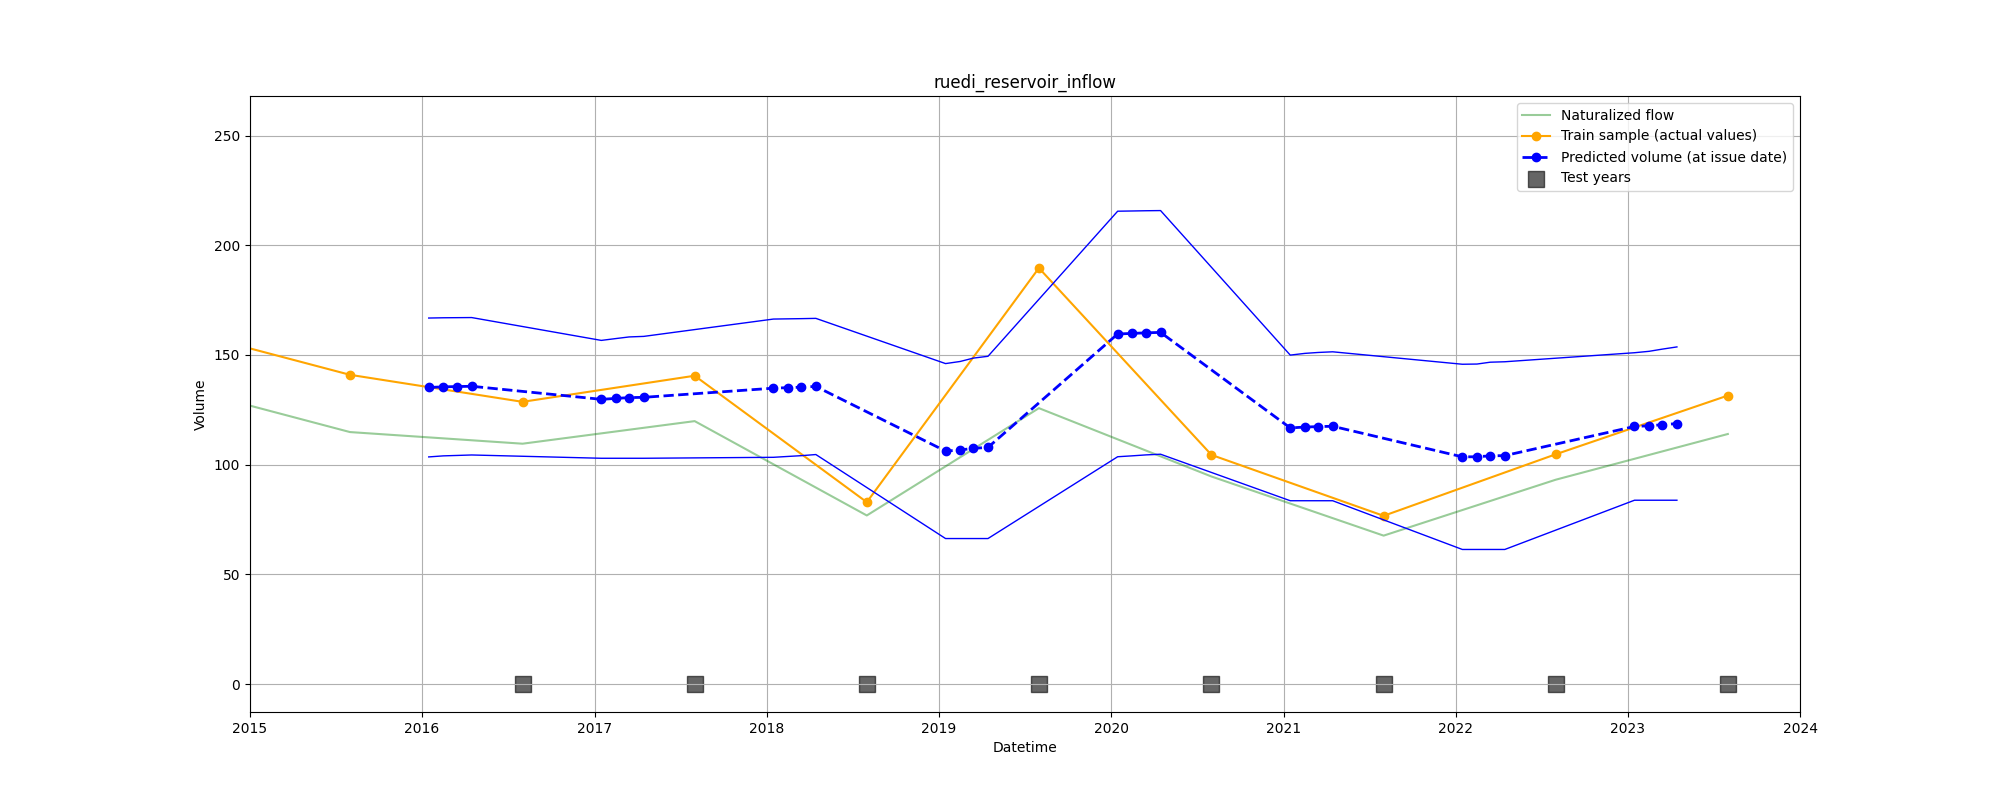 ruedi_reservoir_inflow
Naturalized flow
Train sample (actual values)
Predicted volume (at issue date)
Test years
250
200
150
100
50
0
Volume
2015 2016 2017 2018 2019 2020 2021 2022 2023 2024
Datetime